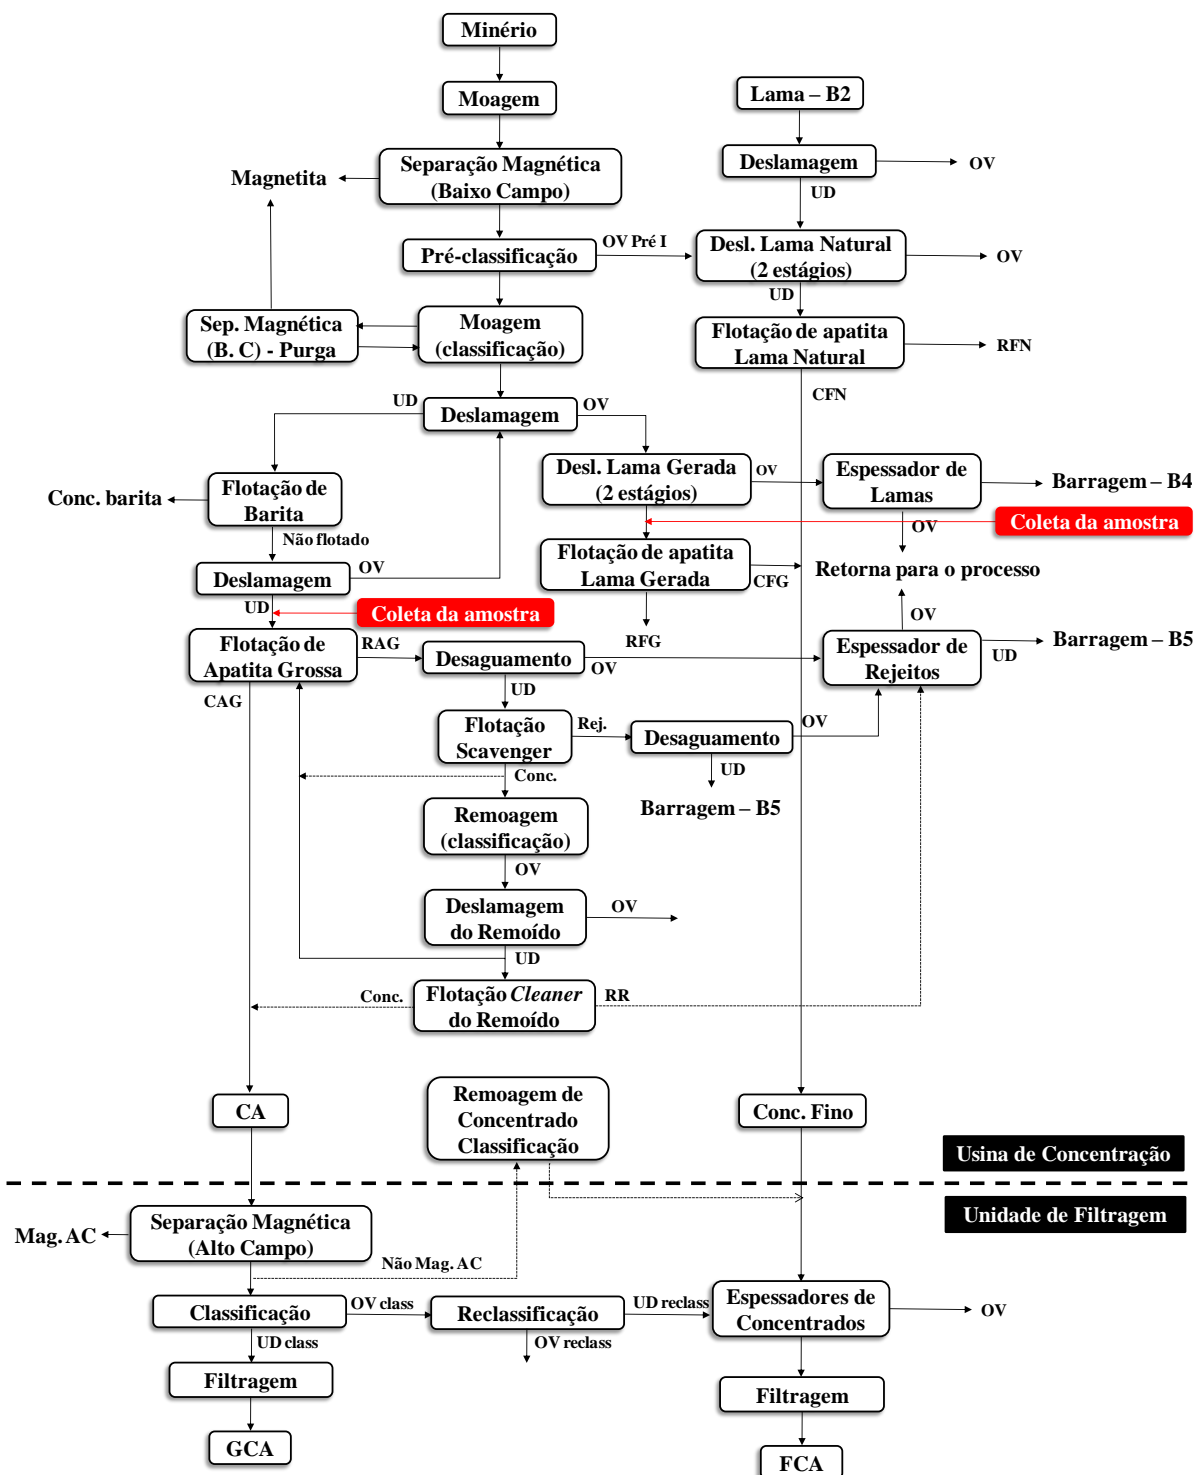 Minério
Moagem
Lama – B2
Separação Magnética
(Baixo Campo)
Magnetita
Deslamagem
OV
UD
Pré-classificação
OV Pré I
Desl. Lama Natural
(2 estágios)
OV
UD
Sep. Magnética
(B. C) - Purga
Moagem
(classificação)
Flotação de apatita
Lama Natural
RFN
CFN
UD
Deslamagem
OV
Desl. Lama Gerada
(2 estágios)
OV
Espessador de
Lamas
Barragem – B4
Conc. barita
Flotação de
Barita
Não flotado
OV
Coleta da amostra
Flotação de apatita
Lama Gerada
CFG
Retorna para o processo
Deslamagem
OV
UD
Coleta da amostra
RFG
OV
Flotação de
Apatita Grossa
RAG
Desaguamento
OV
Espessador de
Rejeitos
UD
Barragem – B5
CAG
UD
Flotação
Scavenger
Rej.
Desaguamento
OV
Conc.
UD
Barragem – B5
Remoagem
(classificação)
OV
Deslamagem
do Remoído
OV
UD
Conc.
Flotação Cleaner
do Remoído
RR
CA
Remoagem de
Concentrado
Classificação
Conc. Fino
Usina de Concentração
Unidade de Filtragem
Mag. AC
Separação Magnética
(Alto Campo)
Não Mag. AC
Classificação
OV class
Reclassificação
UD reclass
Espessadores de
Concentrados
OV
UD class
OV reclass
Filtragem
Filtragem
GCA
FCA